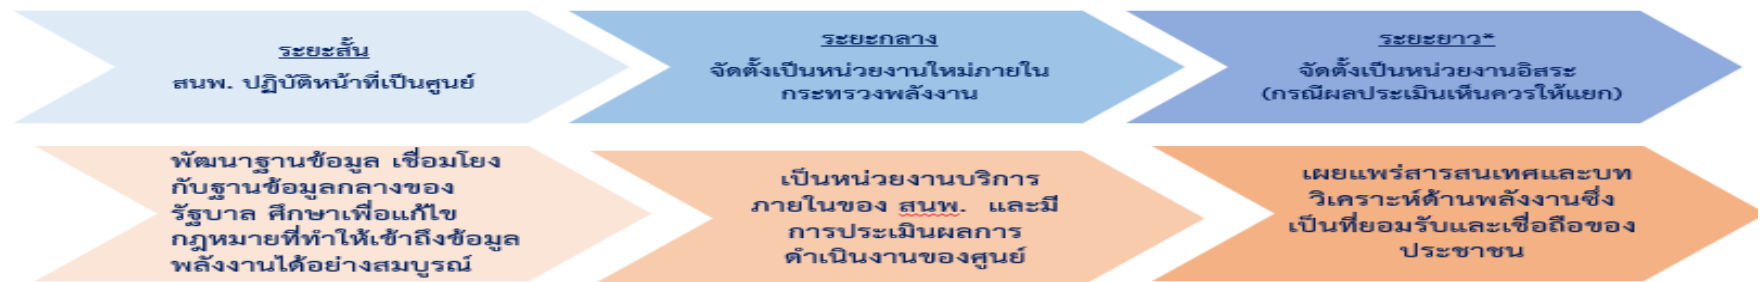 ระยะสั้น
สนพ. ปฏิบัติหน้าที่เป็นศูนย์
ระยะกลาง
จัดตั้งเป็นหน่วยงานใหม่ภายใน
กระทรวงพลังงาน
ระยะยาว*
จัดตั้งเป็นหน่วยงานอิสระ
(กรณีผลประเมินเห็นควรให้แยก)
พัฒนาฐานข้อมูล เชื่อมโยง
กับฐานข้อมูลกลางของ
รัฐบาล ศึกษาเพื่อแก้ไข
กฎหมายที่ทำให้เข้าถึงข้อมูล
พลังงานได้อย่างสมบูรณ์
เป็นหน่วยงานบริการ
ภายในของ สนพ. และมี
การประเมินผลการ
ดำเนินงานของศูนย์
เผยแพร่สารสนเทศและบท
วิเคราะห์ด้านพลังงานซึ่ง
เป็นที่ยอมรับและเชื่อถือของ
ประชาชน